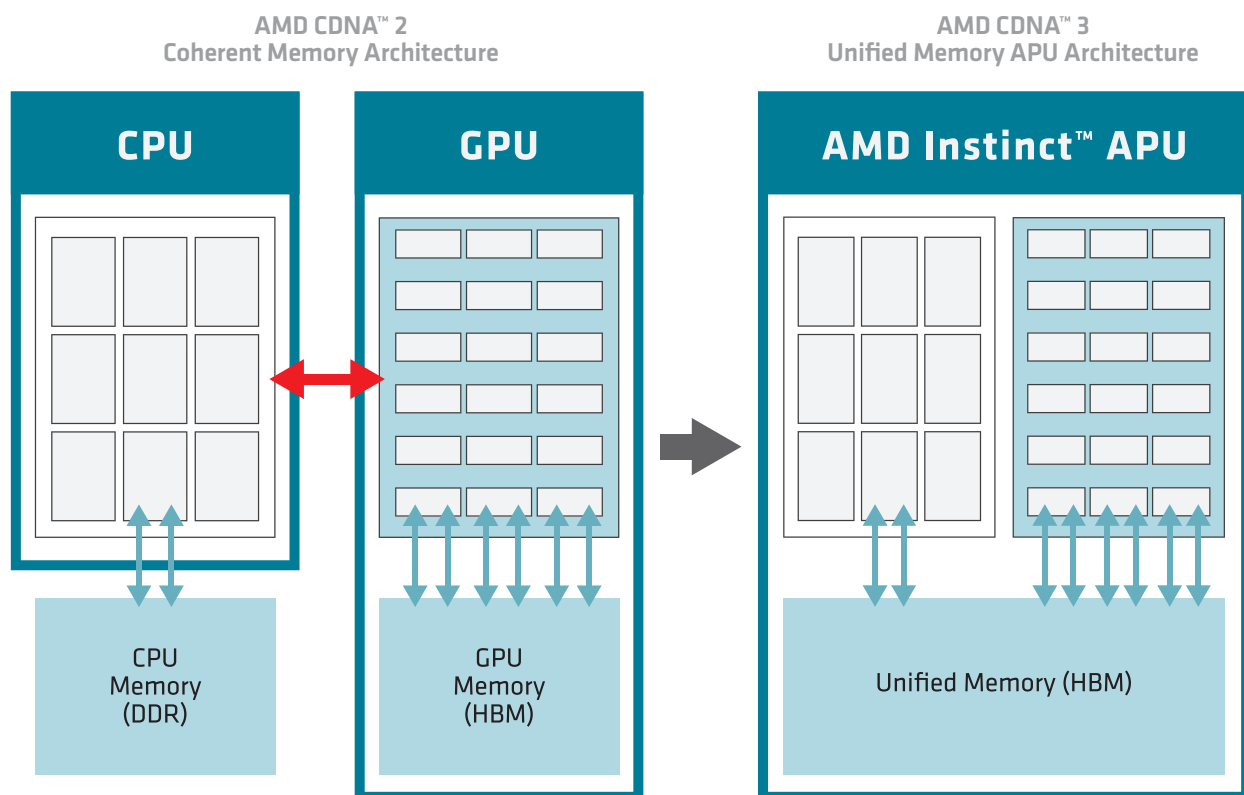 AMD CDNA™ 2
Coherent Memory Architecture
AMD CDNA™ 3
Unified Memory APU Architecture
CPU
GPU
AMD Instinct™ APU
CPU
Memory
(DDR)
GPU
Memory
(HBM)
Unified Memory (HBM)